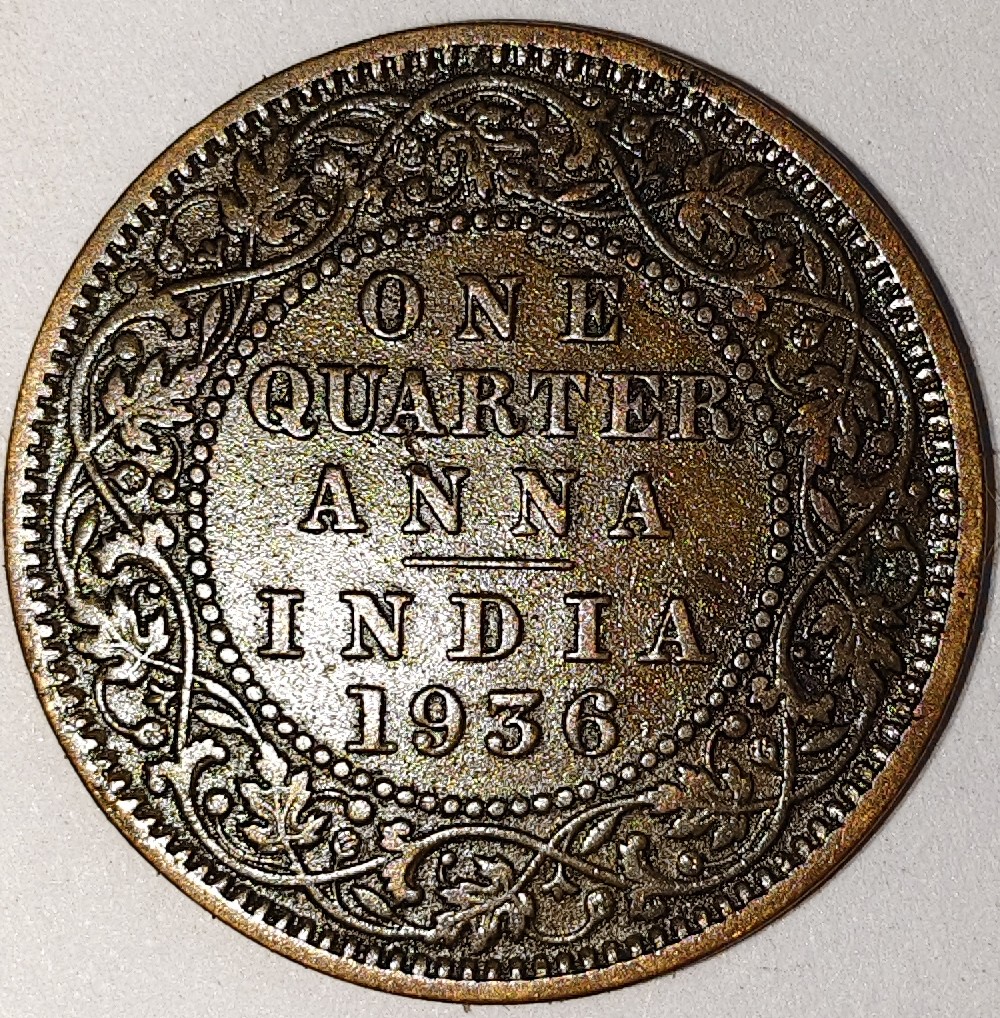 ONE
QUARTER
ANNA
INDIA
1936